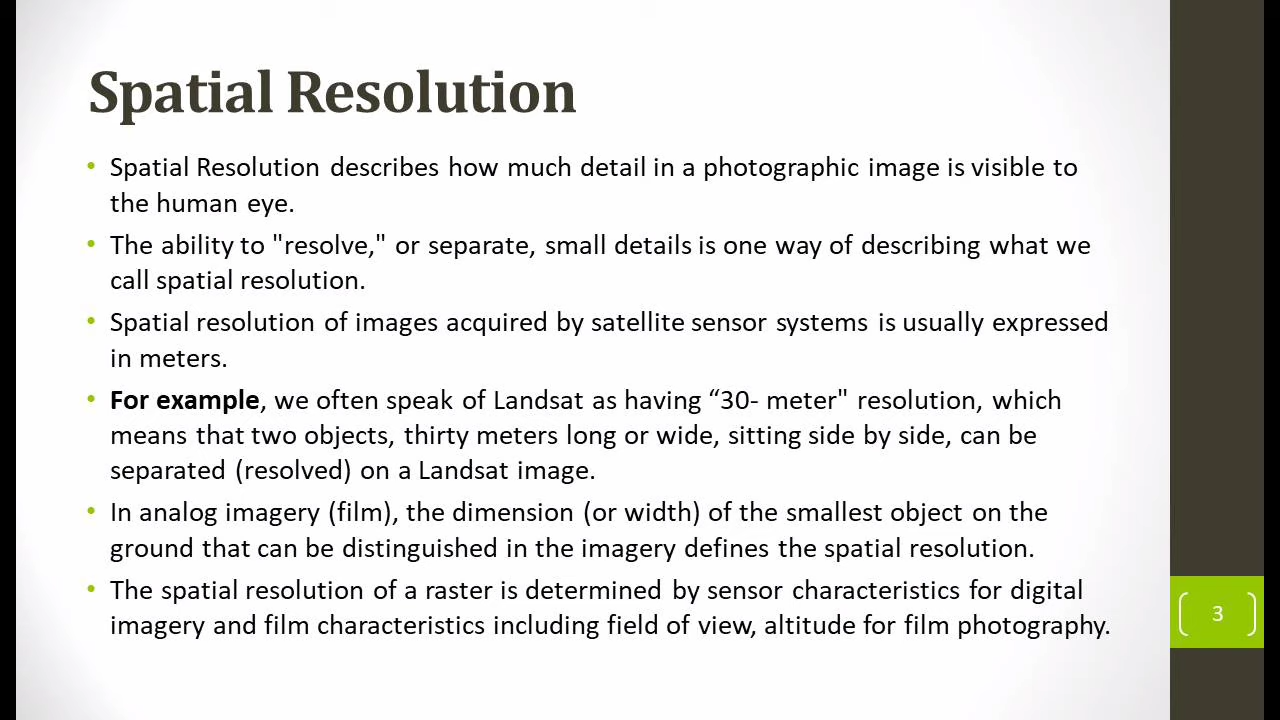 Spatial Resolution
• Spatial Resolution describes how much detail in a photographic image is visible to
the human eye.
• The ability to "resolve," or separate, small details is one way of describing what we
call spatial resolution.
• Spatial resolution of images acquired by satellite sensor systems is usually expressed
in meters.
• For example, we often speak of Landsat as having “30- meter" resolution, which
means that two objects, thirty meters long or wide, sitting side by side, can be
separated (resolved) on a Landsat image.
• In analog imagery (film), the dimension (or width) of the smallest object on the
ground that can be distinguished in the imagery defines the spatial resolution.
• The spatial resolution of a raster is determined by sensor characteristics for digital
imagery and film characteristics including field of view, altitude for film photography.
3